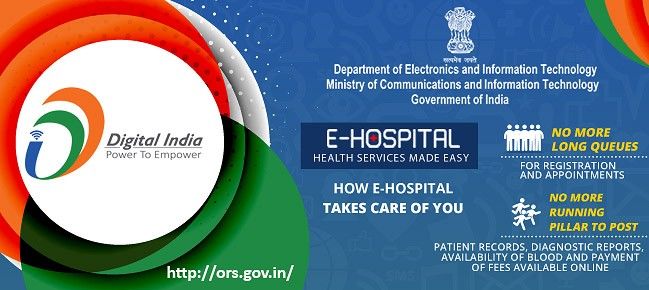 सत्यमेव जयते
Department of Electronics and Information Technology
Ministry of Communications and Information Technology
Government of India
Digital India
Power To Empower
E-HOSPITAL
HEALTH SERVICES MADE EASY
HOW E-HOSPITAL
TAKES CARE OF YOU
NO MORE
LONG QUEUES
FOR REGISTRATION
AND APPOINTMENTS
NO MORE
RUNNING
PILLAR TO POST
PATIENT RECORDS, DIAGNOSTIC REPORTS,
AVAILABILITY OF BLOOD AND PAYMENT
OF FEES AVAILABLE ONLINE
http://ors.gov.in/